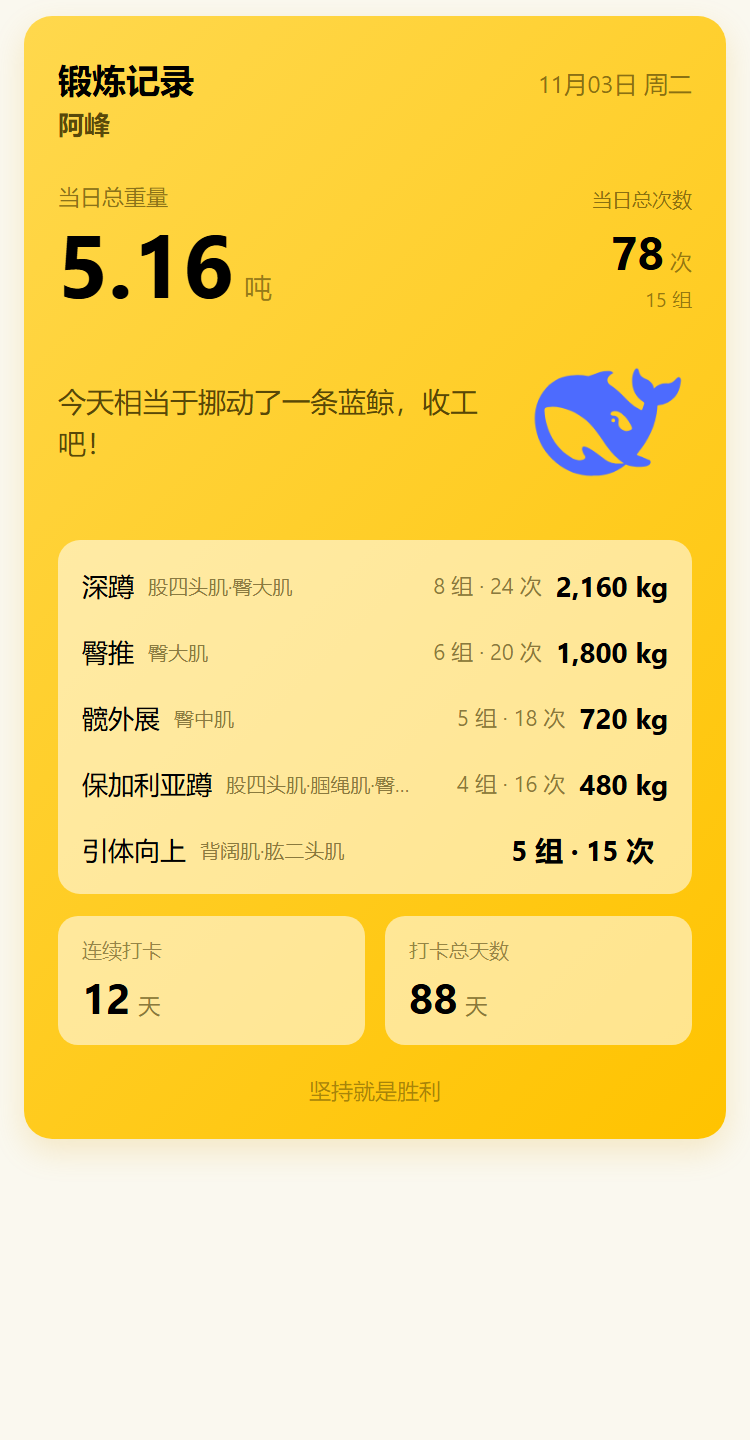 锻炼记录
11月03日 周二
阿峰
当日总重量
当日总次数
5.16 吨
78 次
15 组
今天相当于挪动了一条蓝鲸，收工
吧！
深蹲 股四头肌·臀大肌 8 组 · 24 次 2,160 kg
臀推 臀大肌 6 组 · 20 次 1,800 kg
髋外展 臀中肌 5 组 · 18 次 720 kg
保加利亚蹲 股四头肌·腘绳肌·臀... 4 组 · 16 次 480 kg
引体向上 背阔肌·肱二头肌 5 组 · 15 次
连续打卡
12 天
打卡总天数
88 天
坚持就是胜利